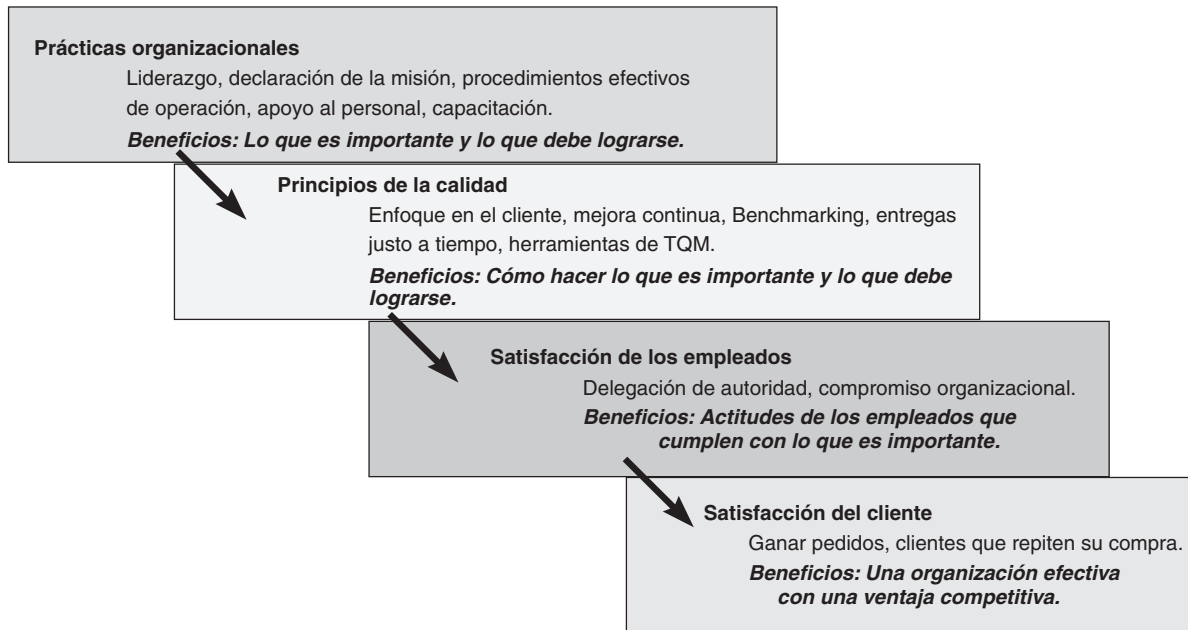 Prácticas organizacionales
Liderazgo, declaración de la misión, procedimientos efectivos
de operación, apoyo al personal, capacitación.
Beneficios: Lo que es importante y lo que debe lograrse.
Principios de la calidad
Enfoque en el cliente, mejora continua, Benchmarking, entregas
justo a tiempo, herramientas de TQM.
Beneficios: Cómo hacer lo que es importante y lo que debe
lograrse.
Satisfacción de los empleados
Delegación de autoridad, compromiso organizacional.
Beneficios: Actitudes de los empleados que
cumplen con lo que es importante.
Satisfacción del cliente
Ganar pedidos, clientes que repiten su compra.
Beneficios: Una organización efectiva
con una ventaja competitiva.